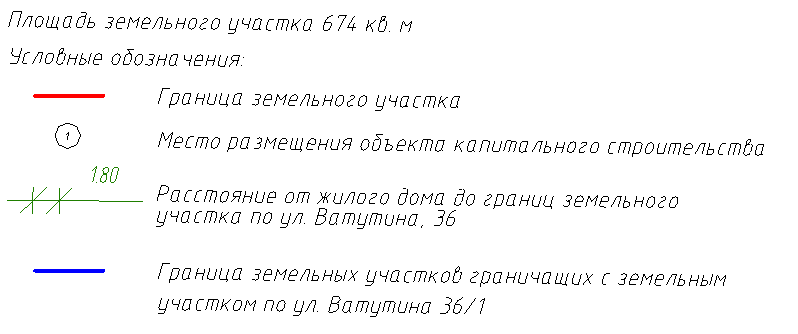 Площадь земельного участка 674 кв. м
Условные обозначения:
Граница земельного участка
1
Место размещения объекта капитального строительства
1.80
Расстояние от жилого дома до границ земельного
участка по ул. Ватутина, 36
Граница земельных участков граничащих с земельным
участком по ул. Ватутина 36/1